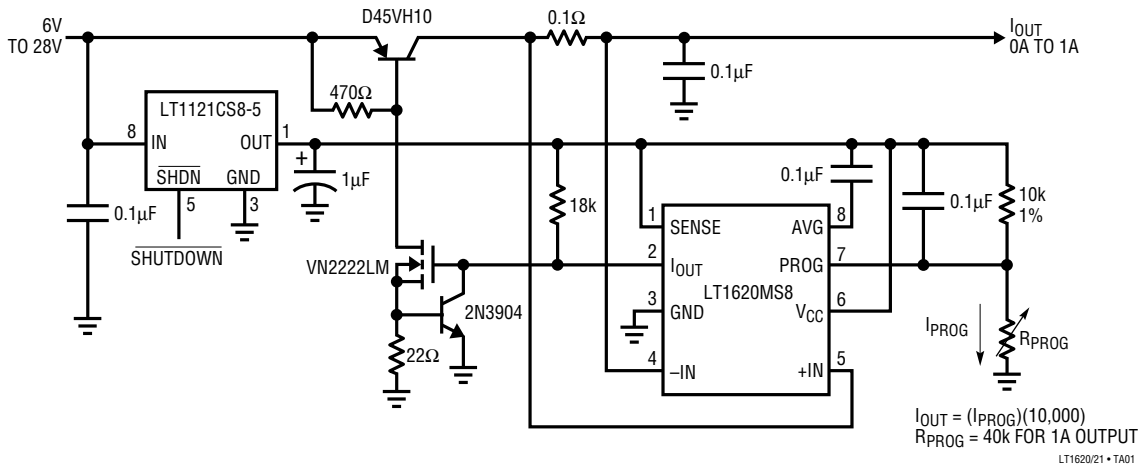 D45VH10
0.1Ω
6V
TO 28V
IOUT
0A TO 1A
0.1µF
470Ω
LT1121CS8-5
8
IN
OUT
1
SHDN
GND
5
3
+
1µF
0.1µF
SHUTDOWN
18k
0.1µF
0.1µF
10k
1%
1
SENSE
AVG
8
2
IOUT
PROG
7
LT1620MS8
3
GND
VCC
6
4
–IN
+IN
5
VN2222LM
2N3904
22Ω
IPROG
RPROG
IOUT = (IPROG)(10,000)
RPROG = 40k FOR 1A OUTPUT
LT1620/21 • TA01